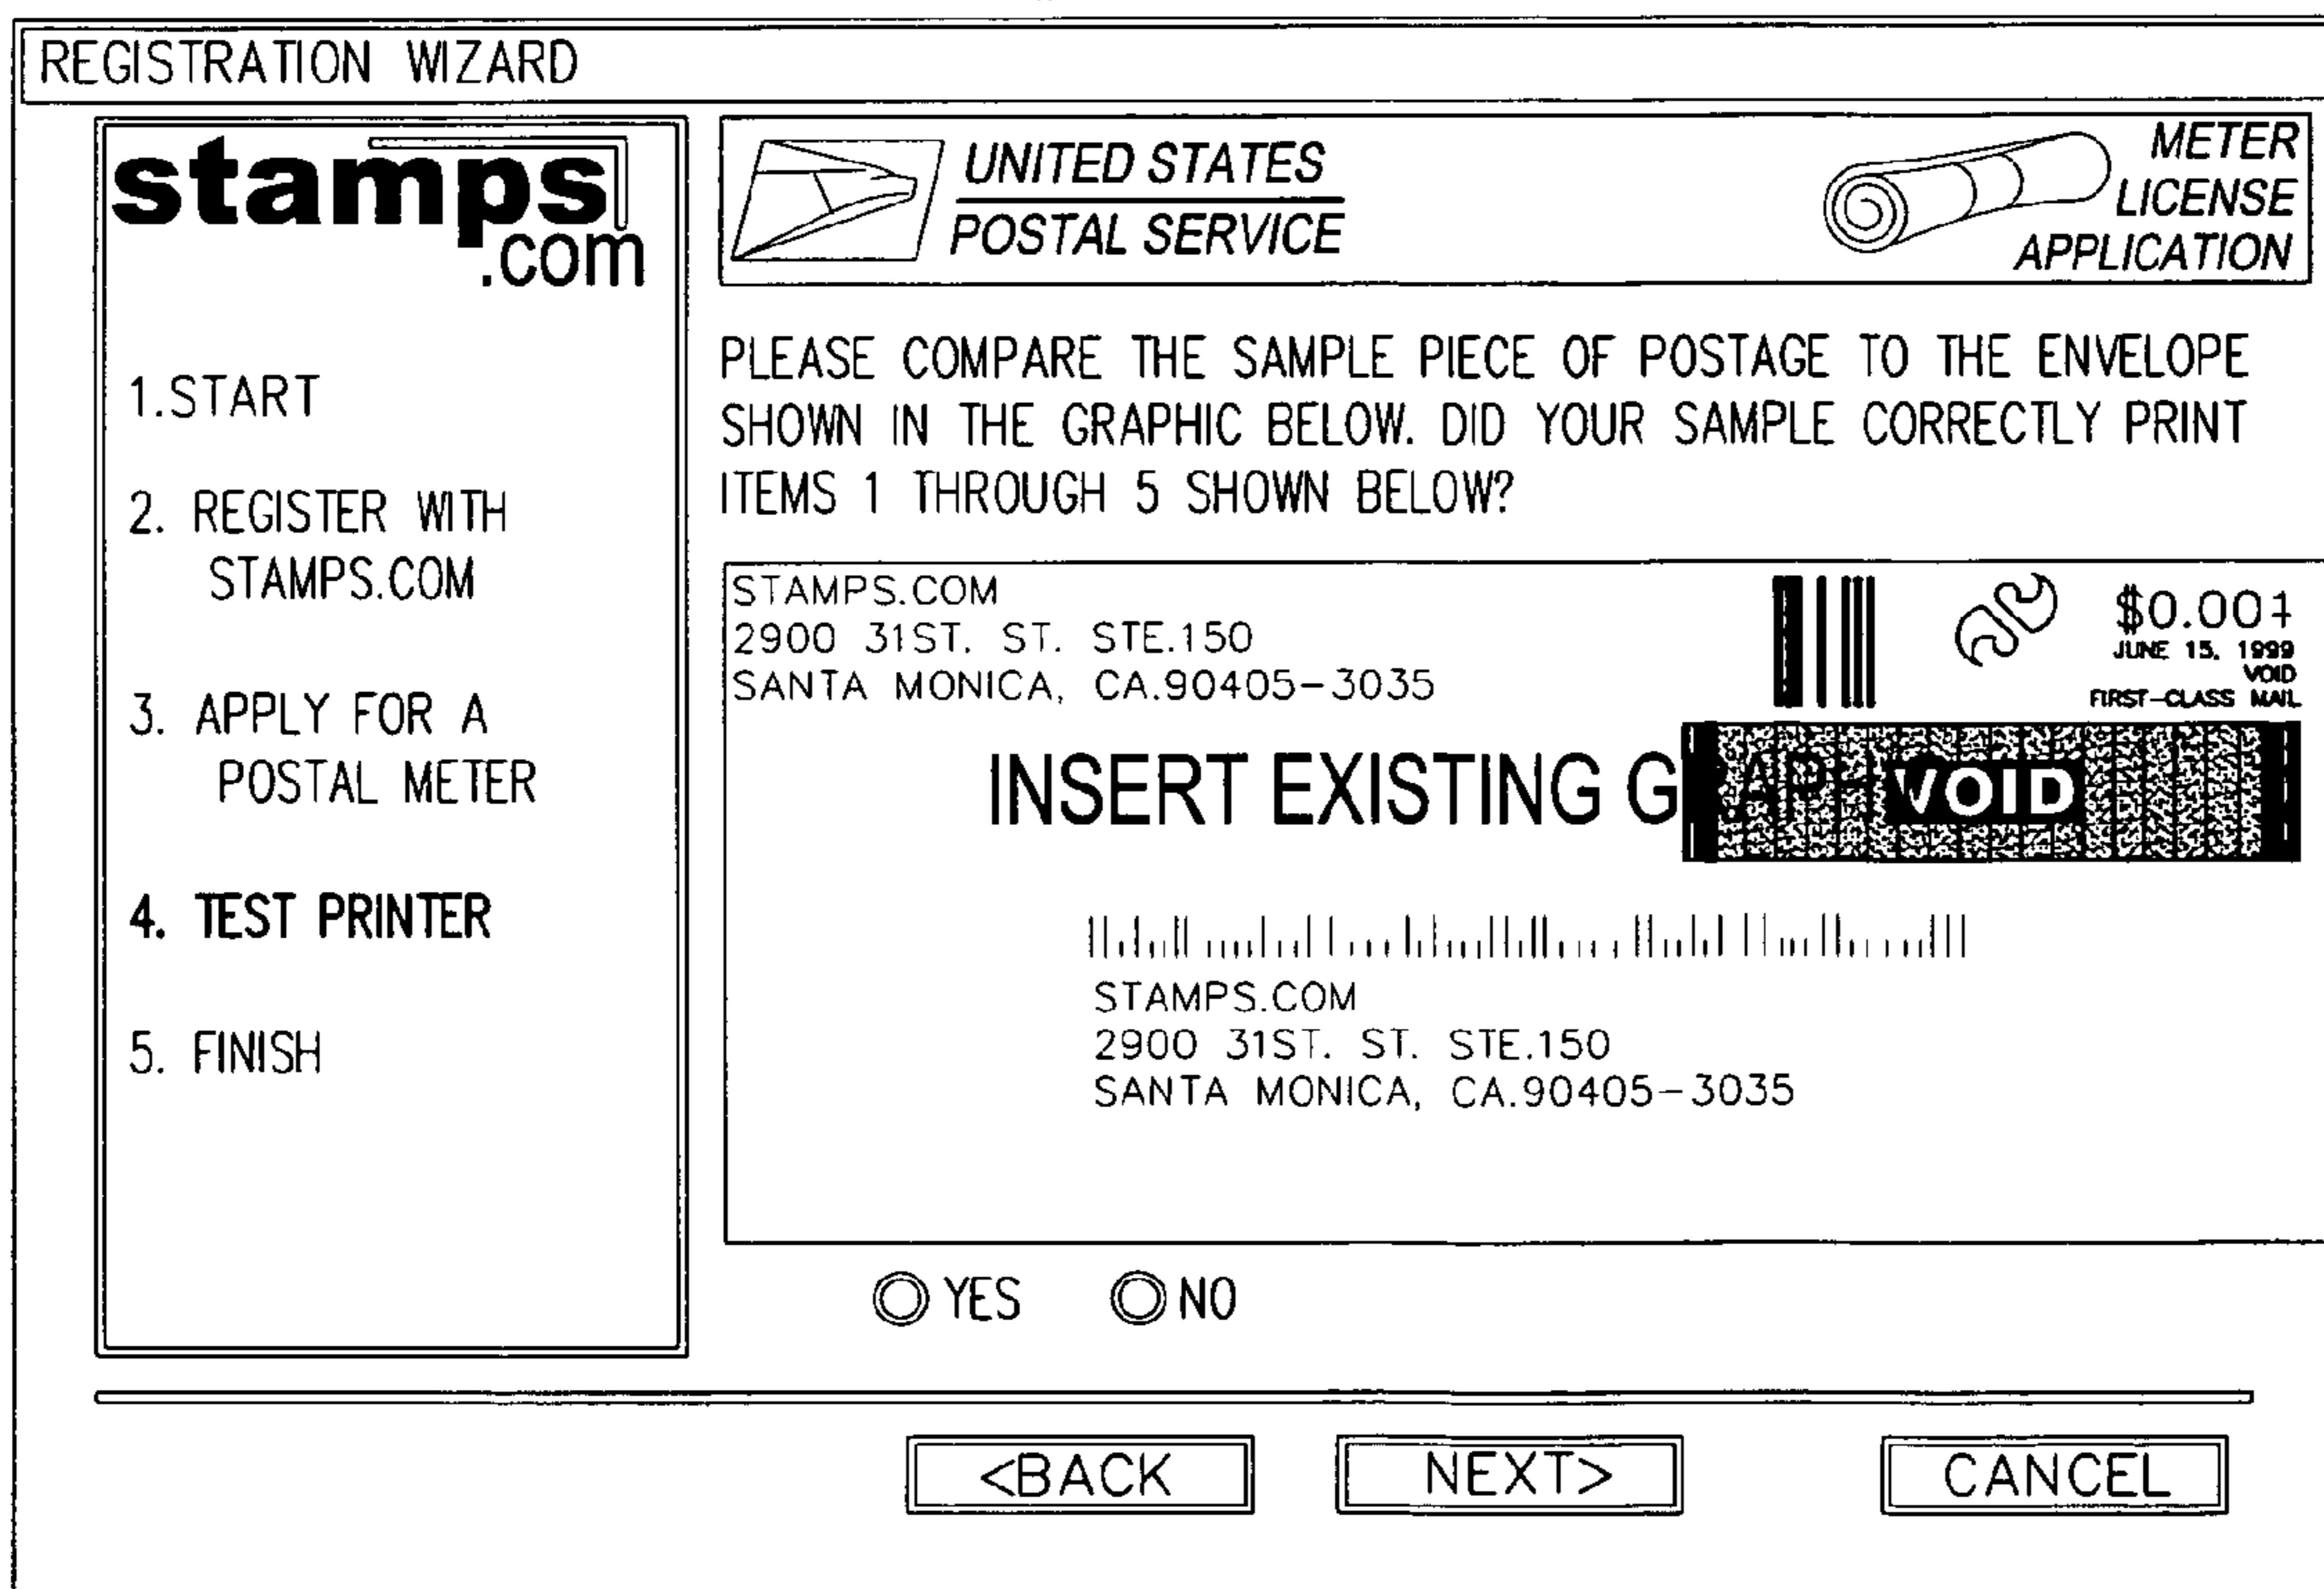 REGISTRATION WIZARD
stamps
.com
1.START
2. REGISTER WITH
STAMPS.COM
3. APPLY FOR A
POSTAL METER
4. TEST PRINTER
5. FINISH
UNITED STATES
POSTAL SERVICE
METER
LICENSE
APPLICATION
PLEASE COMPARE THE SAMPLE PIECE OF POSTAGE TO THE ENVELOPE
SHOWN IN THE GRAPHIC BELOW. DID YOUR SAMPLE CORRECTLY PRINT
ITEMS 1 THROUGH 5 SHOWN BELOW?
STAMPS.COM
2900 31ST. ST. STE.150
SANTA MONICA, CA.90405-3035
$0.001
JUNE 15, 1999
VOID
FIRST-CLASS MAIL
INSERT EXISTING
VOID
STAMPS.COM
2900 31ST. ST. STE.150
SANTA MONICA, CA.90405-3035
YES NO
<BACK NEXT> CANCEL